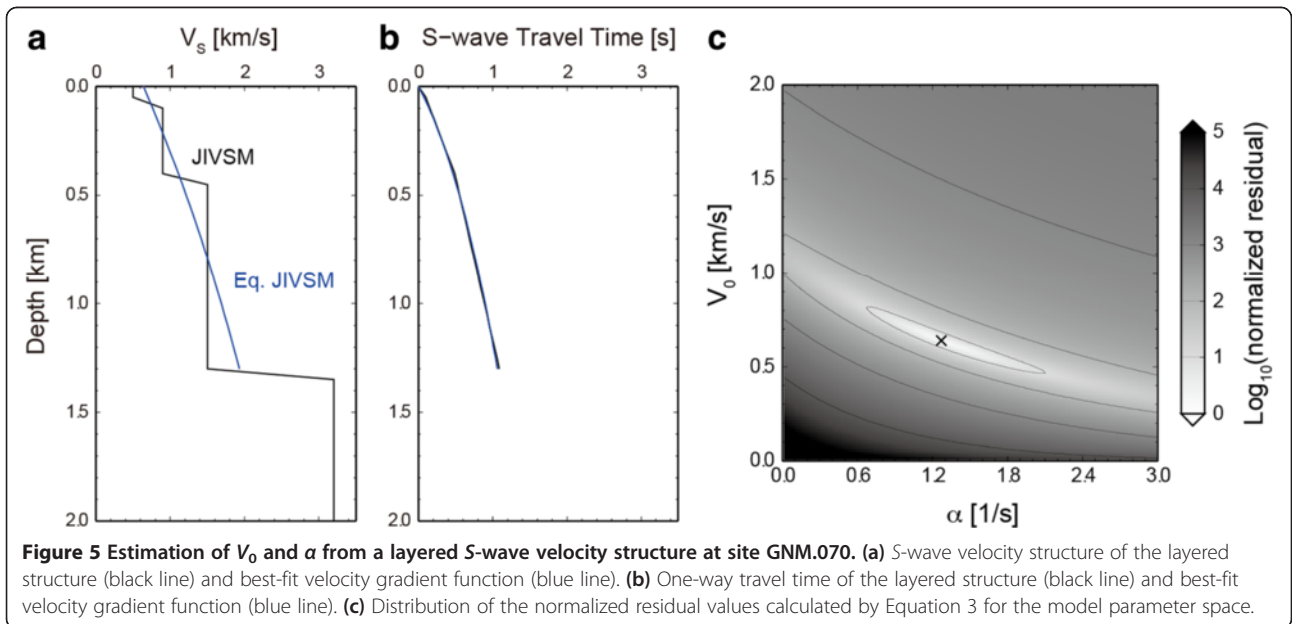 a
V_S [km/s]
0 1 2 3
0.0
0.5
1.0
1.5
2.0
Depth [km]
JIVSM
Eq. JIVSM
b
S−wave Travel Time [s]
0 1 2 3
0.0
0.5
1.0
1.5
2.0
c
2.0
1.5
1.0
0.5
0.0
V_0 [km/s]
0.0 0.6 1.2 1.8 2.4 3.0
α [1/s]
5
4
3
2
1
0
Log_10(normalized residual)
Figure 5 Estimation of V_0 and α from a layered S-wave velocity structure at site GNM.070. (a) S-wave velocity structure of the layered
structure (black line) and best-fit velocity gradient function (blue line). (b) One-way travel time of the layered structure (black line) and best-fit
velocity gradient function (blue line). (c) Distribution of the normalized residual values calculated by Equation 3 for the model parameter space.